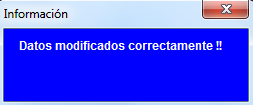 Información
Datos modificados correctamente !!